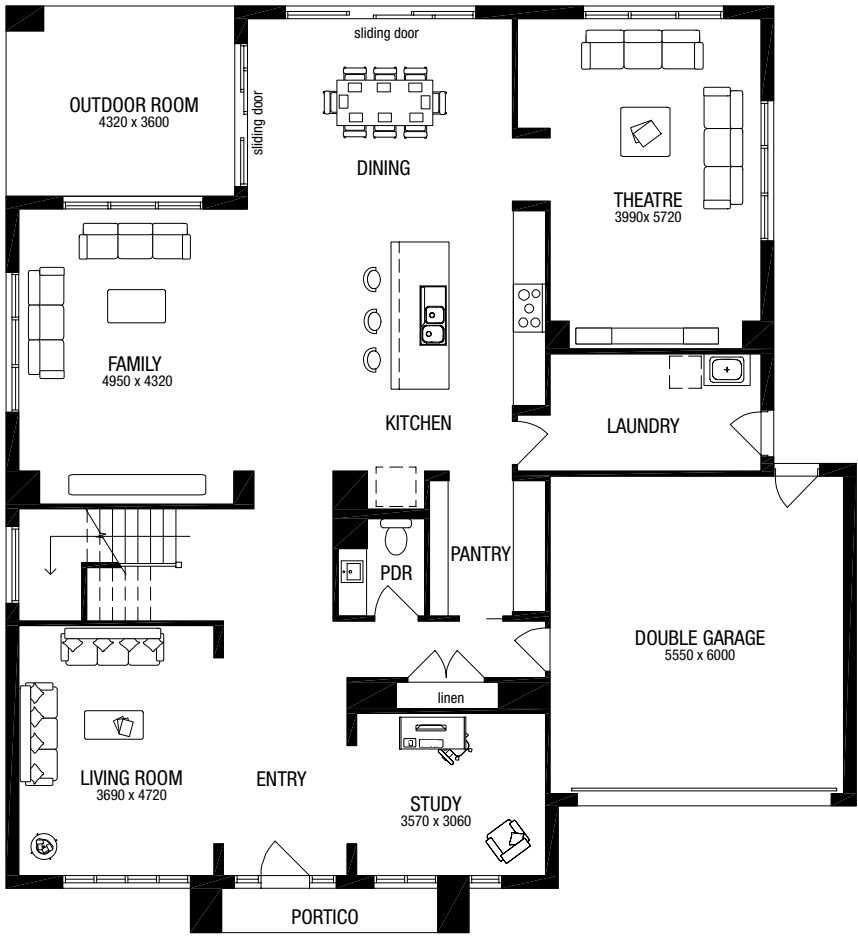 sliding door
OUTDOOR ROOM
4320 x 3600
sliding door
DINING
THEATRE
3990x 5720
FAMILY
4950 x 4320
KITCHEN
LAUNDRY
PANTRY
PDR
DOUBLE GARAGE
5550 x 6000
linen
LIVING ROOM
3690 x 4720
ENTRY
STUDY
3570 x 3060
PORTICO